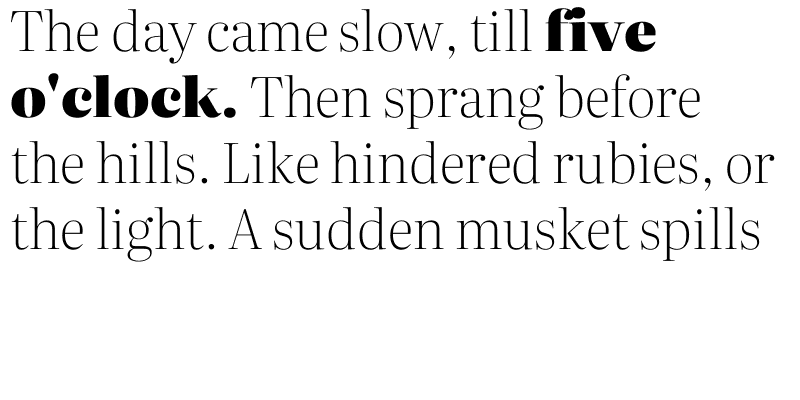 The day came slow, till five
o'clock. Then sprang before
the hills. Like hindered rubies, or
the light. A sudden musket spills